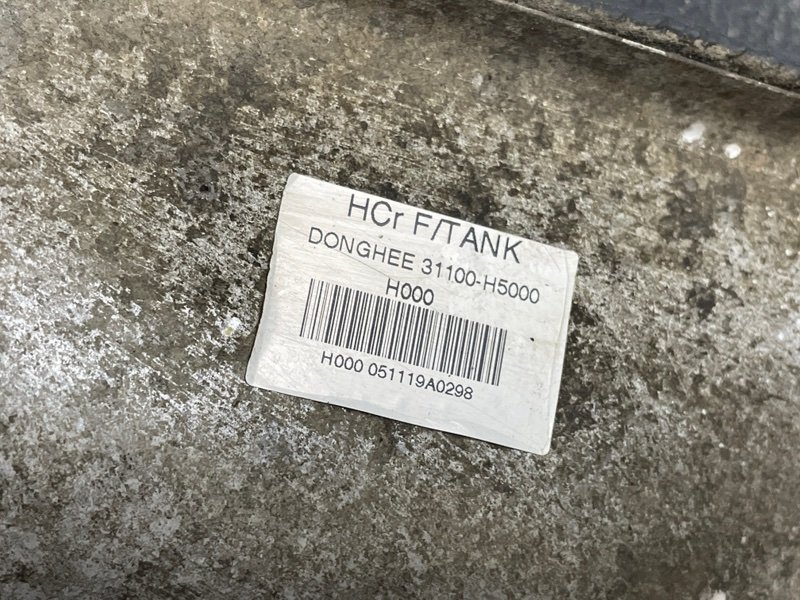 HCr F/TANK
DONGHEE 31100-H5000
H000
H000 051119A0298